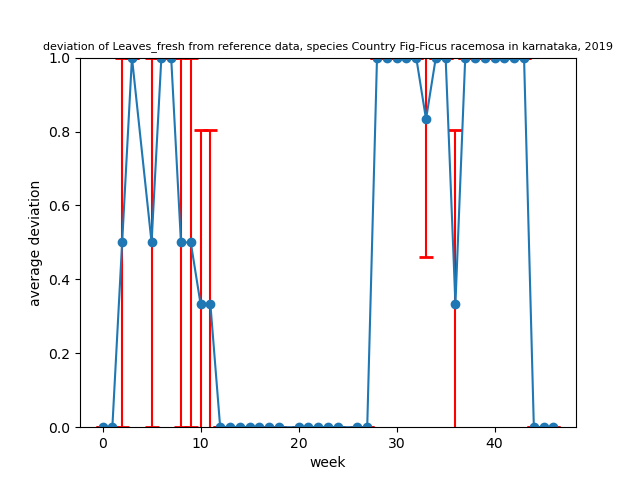 deviation of Leaves_fresh from reference data, species Country Fig-Ficus racemosa in karnataka, 2019
1.0
0.8
0.6
0.4
0.2
0.0
average deviation
0 10 20 30 40
week